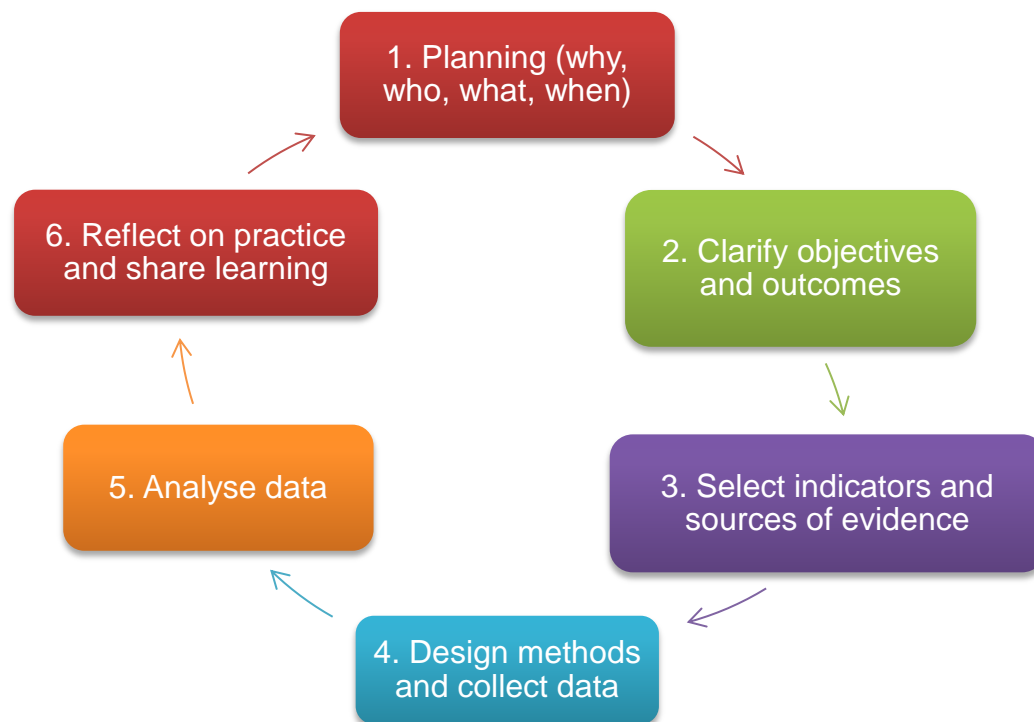 1. Planning (why,
who, what, when)
2. Clarify objectives
and outcomes
3. Select indicators and
sources of evidence
4. Design methods
and collect data
5. Analyse data
6. Reflect on practice
and share learning